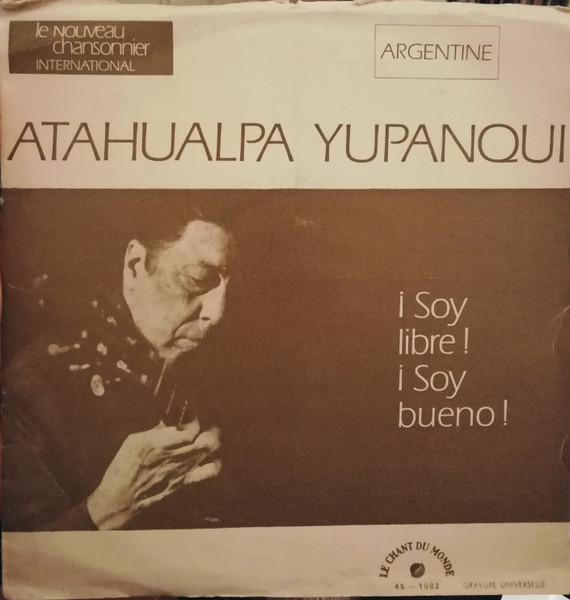 le Nouveau
chansonnier
INTERNATIONAL
ARGENTINE
ATAHUALPA YUPANQUI
¡ Soy
libre !
¡ Soy
bueno !
LE CHANT DU MONDE
45 – 1082 GRAVURE UNIVERSELLE